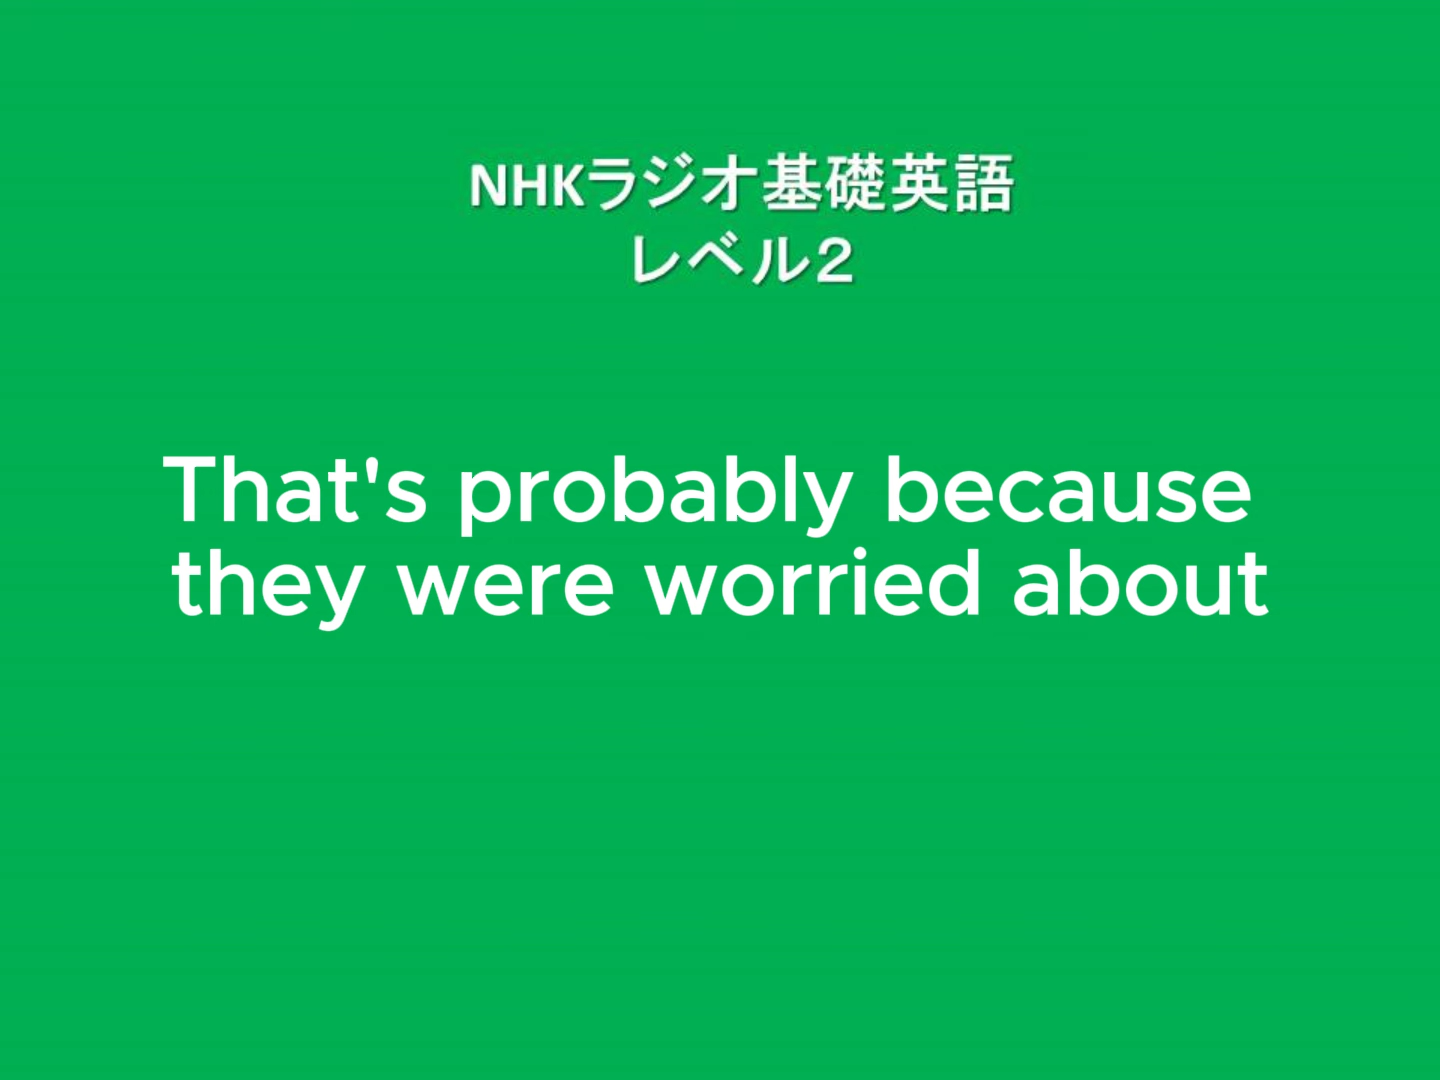 NHKラジオ基礎英語
レベル２
That's probably because
they were worried about